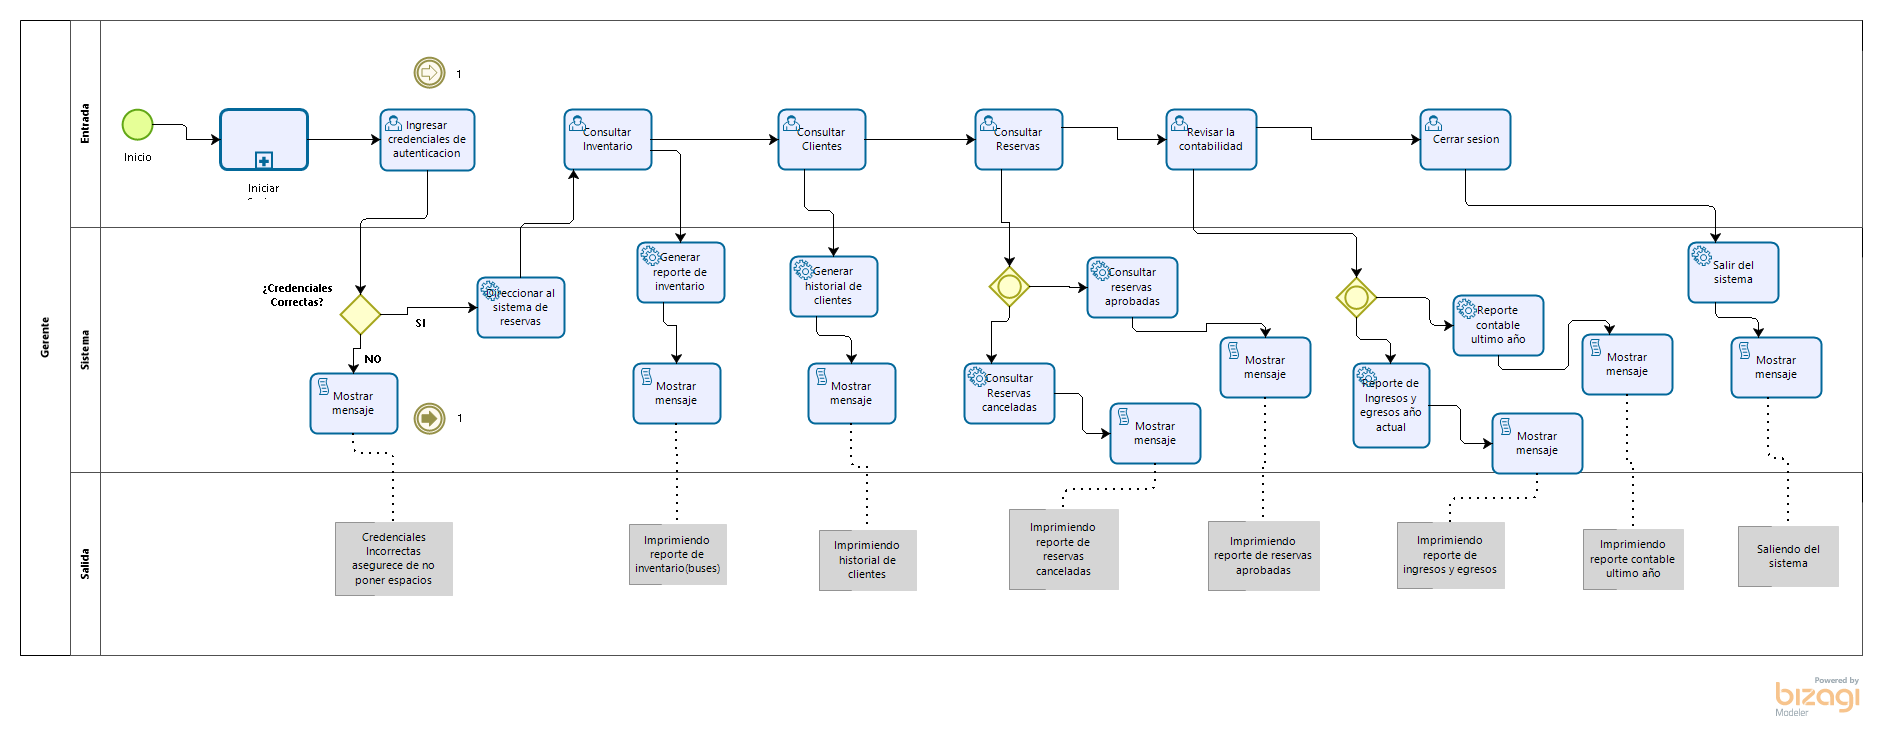 Gerente
Entrada
Inicio
Iniciar
1
Ingresar
credenciales de
autenticacion
Consultar
Inventario
Consultar
Clientes
Consultar
Reservas
Revisar la
contabilidad
Cerrar sesion
Sistema
¿Credenciales
Correctas?
SI
NO
Mostrar
mensaje
1
Direccionar al
sistema de
reservas
Generar
reporte de
inventario
Mostrar
mensaje
Generar
historial de
clientes
Mostrar
mensaje
Consultar
reservas
aprobadas
Consultar
Reservas
canceladas
Mostrar
mensaje
Mostrar
mensaje
Reporte
contable
ultimo año
Reporte de
Ingresos y
egresos año
actual
Mostrar
mensaje
Mostrar
mensaje
Salir del
sistema
Mostrar
mensaje
Salida
Credenciales
Incorrectas
asegurece de no
poner espacios
Imprimiendo
reporte de
inventario(buses)
Imprimiendo
historial de
clientes
Imprimiendo
reporte de
reservas
canceladas
Imprimiendo
reporte de reservas
aprobadas
Imprimiendo
reporte de
ingresos y egresos
Imprimiendo
reporte contable
ultimo año
Saliendo del
sistema
Powered by
bizagi
Modeler